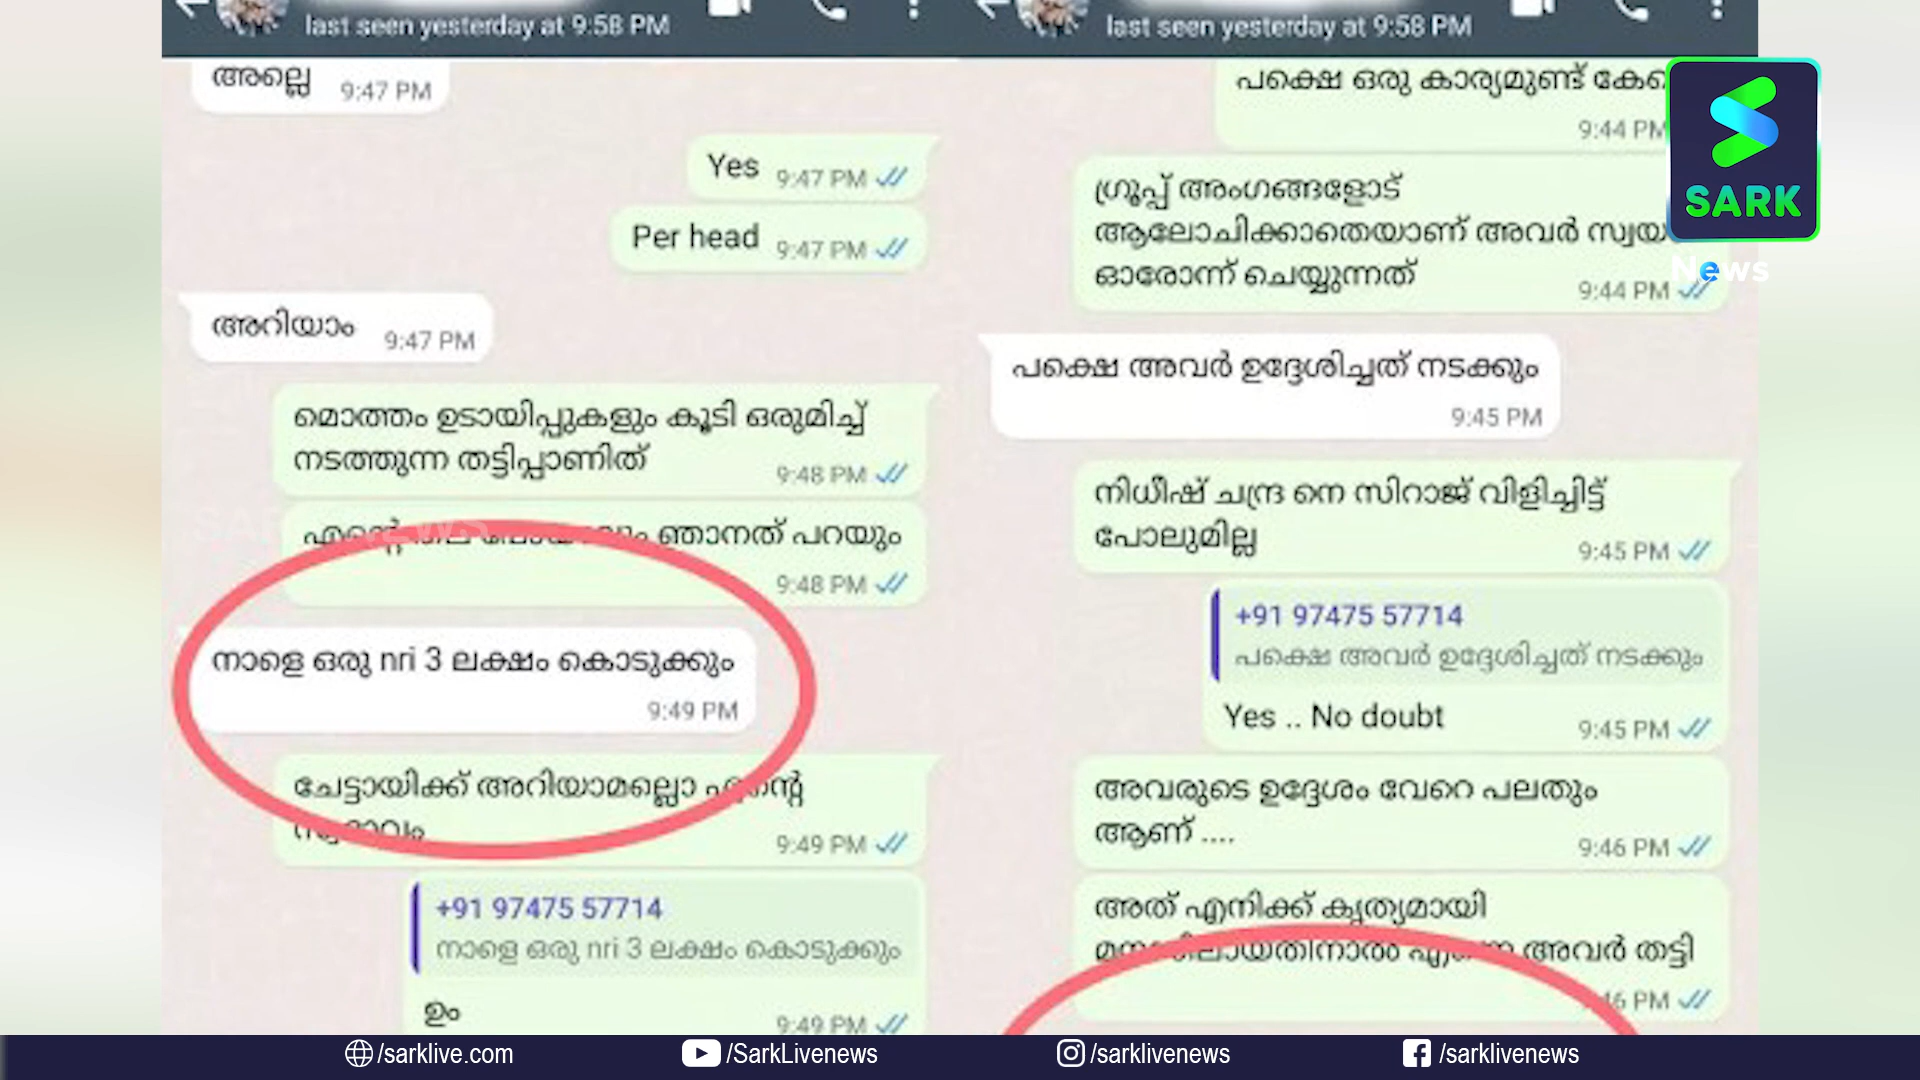 last seen yesterday at 9:58 PM
അല്ലെ
9:47 PM
Yes
9:47 PM
Per head
9:47 PM
അറിയാം
9:47 PM
മൊത്തം ഉടായിപ്പുകളും കൂടി ഒരുമിച്ച്
നടത്തുന്ന തട്ടിപ്പാണിത്
9:48 PM
എന്റെ ഞാനത് പറയും
9:48 PM
നാളെ ഒരു nri 3 ലക്ഷം കൊടുക്കും
9:49 PM
ചേട്ടായിക്ക് അറിയാമല്ലൊ എന്റെ
9:49 PM
+91 97475 57714
നാളെ ഒരു nri 3 ലക്ഷം കൊടുക്കും
ഉം
9:49 PM
last seen yesterday at 9:58 PM
പക്ഷെ ഒരു കാര്യമുണ്ട്
9:44 PM
ഗ്രൂപ്പ് അംഗങ്ങളോട്
ആലോചിക്കാതെയാണ് അവർ
ഓരോന്ന് ചെയ്യുന്നത്
9:44 PM
പക്ഷെ അവർ ഉദ്ദേശിച്ചത് നടക്കും
9:45 PM
നിധീഷ് ചന്ദ്ര നെ സിറാജ് വിളിച്ചിട്ട്
പോലുമില്ല
9:45 PM
+91 97475 57714
പക്ഷെ അവർ ഉദ്ദേശിച്ചത് നടക്കും
Yes .. No doubt
9:45 PM
അവരുടെ ഉദ്ദേശം വേറെ പലതും
ആണ് ....
9:46 PM
അത് എനിക്ക് കൃത്യമായി
അവർ തട്ടി
SARK
News
/sarklive.com
/SarkLivenews
/sarklivenews
/sarklivenews